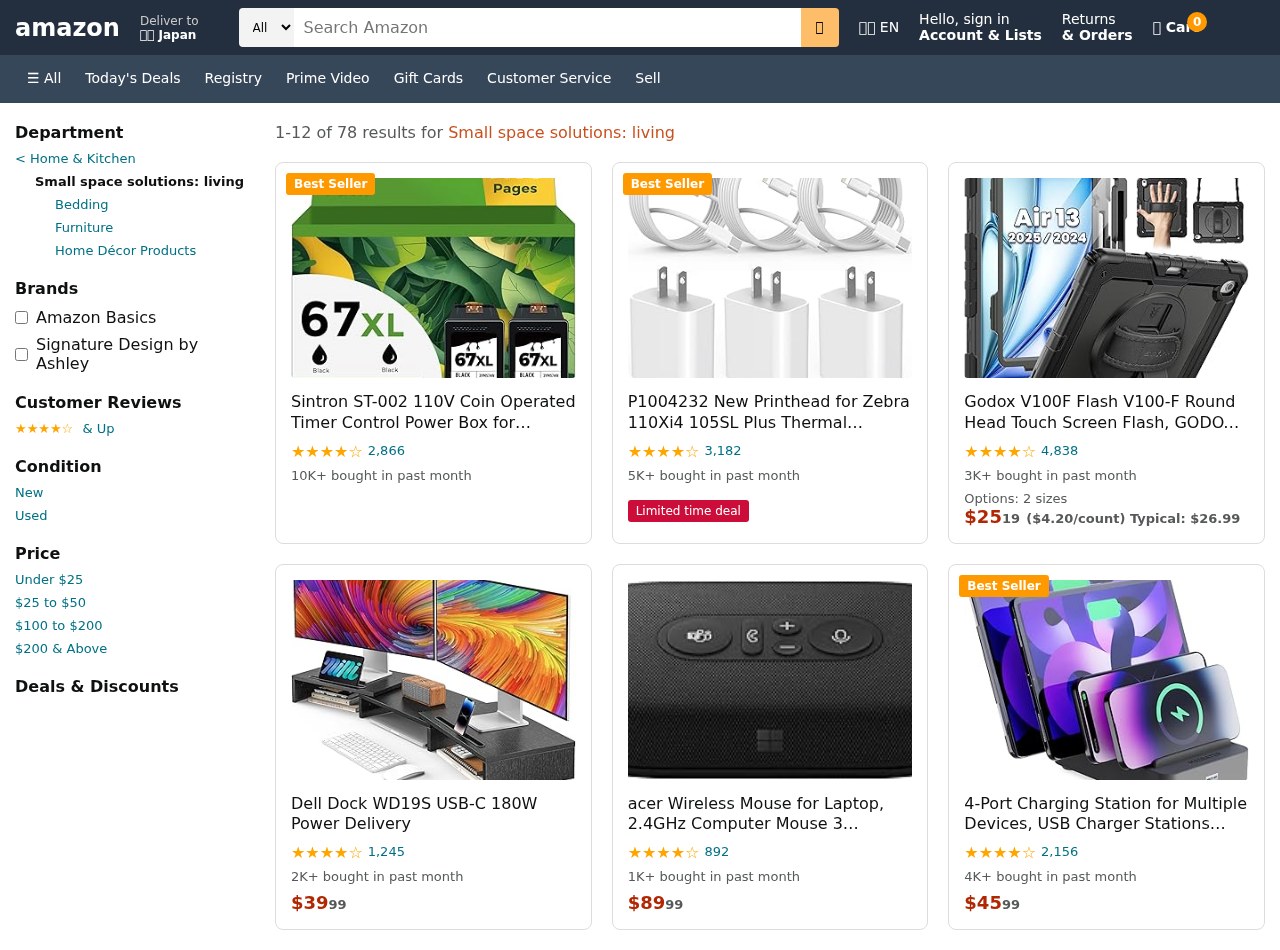 amazon
Deliver to
Japan
All
Search Amazon
EN
Hello, sign in
Account & Lists
Returns
& Orders
0
☰ All
Today's Deals
Registry
Prime Video
Gift Cards
Customer Service
Sell
Department
< Home & Kitchen
Small space solutions: living
Bedding
Furniture
Home Décor Products
Brands
Amazon Basics
Signature Design by
Ashley
Customer Reviews
★★★★☆ & Up
Condition
New
Used
Price
Under $25
$25 to $50
$100 to $200
$200 & Above
Deals & Discounts
1-12 of 78 results for Small space solutions: living
Best Seller
Pages
67XL
Black
Black
67XL
BLACK
67XL
BLACK
Sintron ST-002 110V Coin Operated
Timer Control Power Box for…
★★★★☆ 2,866
10K+ bought in past month
Best Seller
P1004232 New Printhead for Zebra
110Xi4 105SL Plus Thermal…
★★★★☆ 3,182
5K+ bought in past month
Limited time deal
Air 13
2025/2024
Godox V100F Flash V100-F Round
Head Touch Screen Flash, GODO…
★★★★☆ 4,838
3K+ bought in past month
Options: 2 sizes
$25 19 ($4.20/count) Typical: $26.99
Dell Dock WD19S USB-C 180W
Power Delivery
★★★★☆ 1,245
2K+ bought in past month
$39 99
acer Wireless Mouse for Laptop,
2.4GHz Computer Mouse 3…
★★★★☆ 892
1K+ bought in past month
$89 99
Best Seller
4-Port Charging Station for Multiple
Devices, USB Charger Stations…
★★★★☆ 2,156
4K+ bought in past month
$45 99